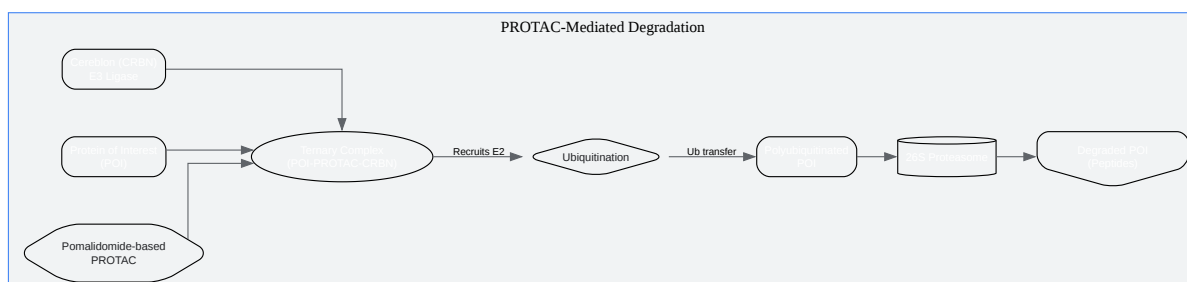 PROTAC-Mediated Degradation
Cereblon (CRBN)
E3 Ligase
Protein of Interest
(POI)
Pomalidomide-based
PROTAC
Ternary Complex
(POI-PROTAC-CRBN)
Recruits E2
Ubiquitination
Ub transfer
Polyubiquitinated
POI
26S Proteasome
Degraded POI
(Peptides)